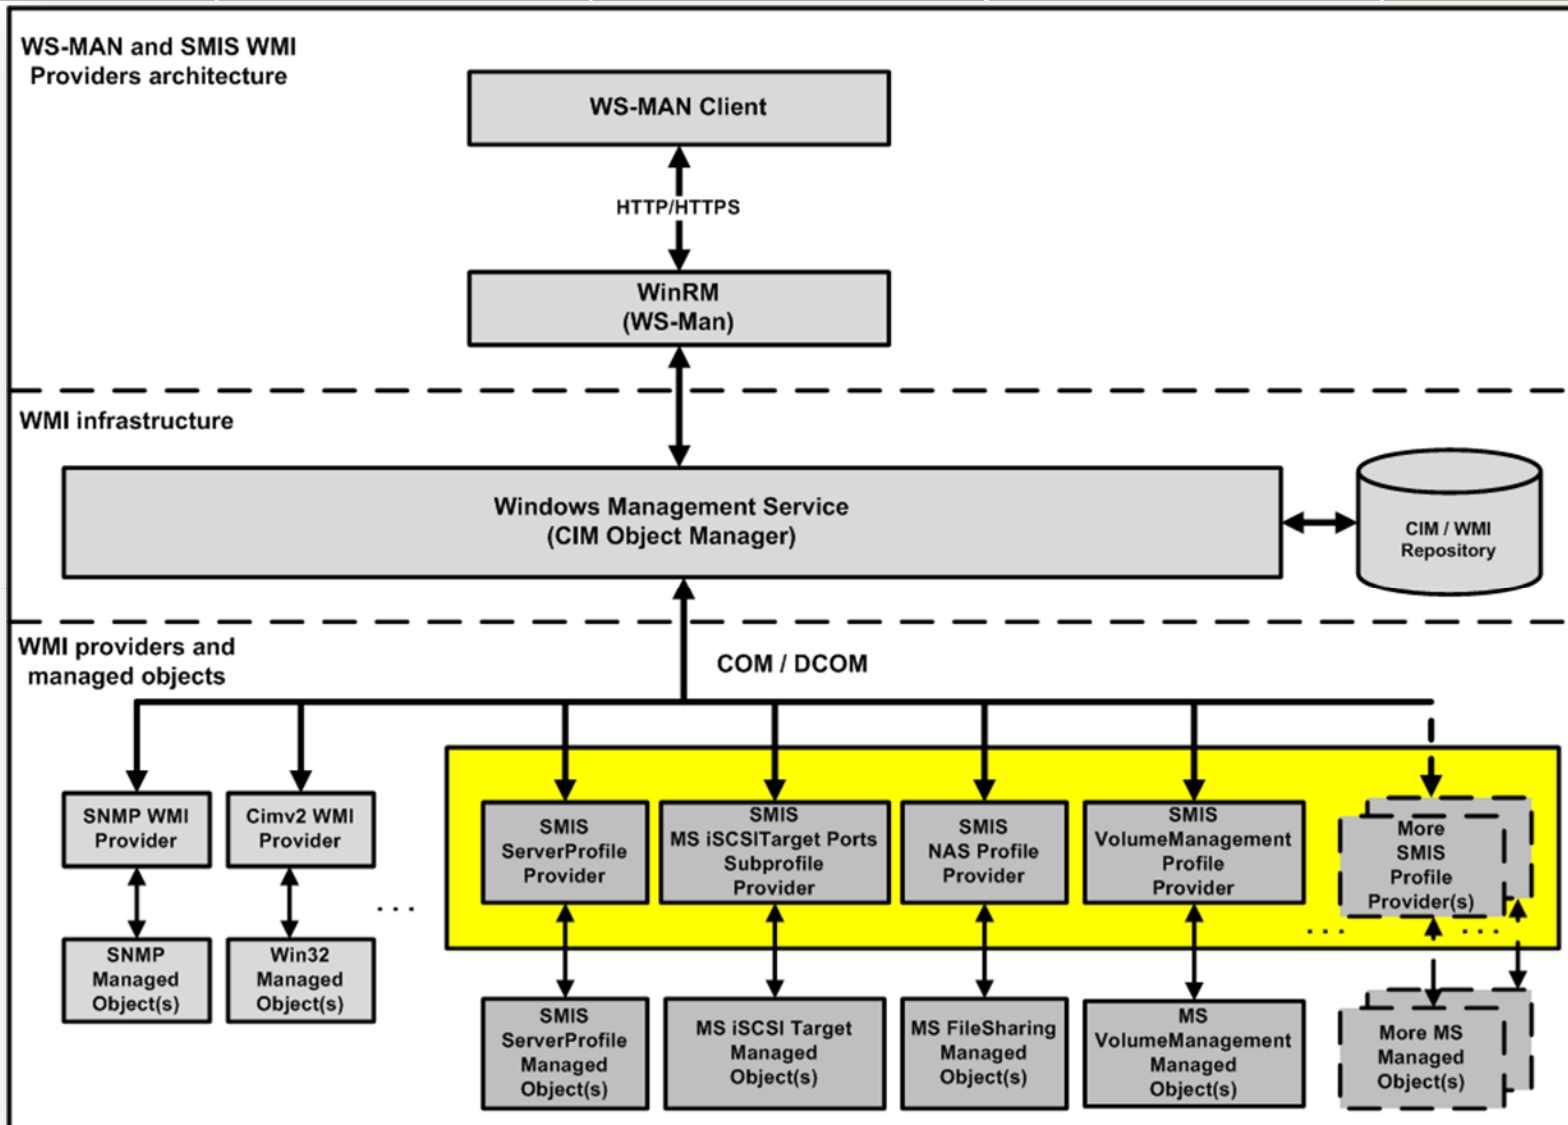 WS-MAN and SMIS WMI
Providers architecture
WS-MAN Client
HTTP/HTTPS
WinRM
(WS-Man)
WMI infrastructure
Windows Management Service
(CIM Object Manager)
CIM / WMI
Repository
WMI providers and
managed objects
COM / DCOM
SNMP WMI
Provider
Cimv2 WMI
Provider
SMIS
ServerProfile
Provider
SMIS
MS iSCSITarget Ports
Subprofile
Provider
SMIS
NAS Profile
Provider
SMIS
VolumeManagement
Profile
Provider
More
SMIS
Profile
Provider(s)
. . .
. . .
. . .
SNMP
Managed
Object(s)
Win32
Managed
Object(s)
SMIS
ServerProfile
Managed
Object(s)
MS iSCSI Target
Managed
Object(s)
MS FileSharing
Managed
Object(s)
MS
VolumeManagement
Managed
Object(s)
More MS
Managed
Object(s)